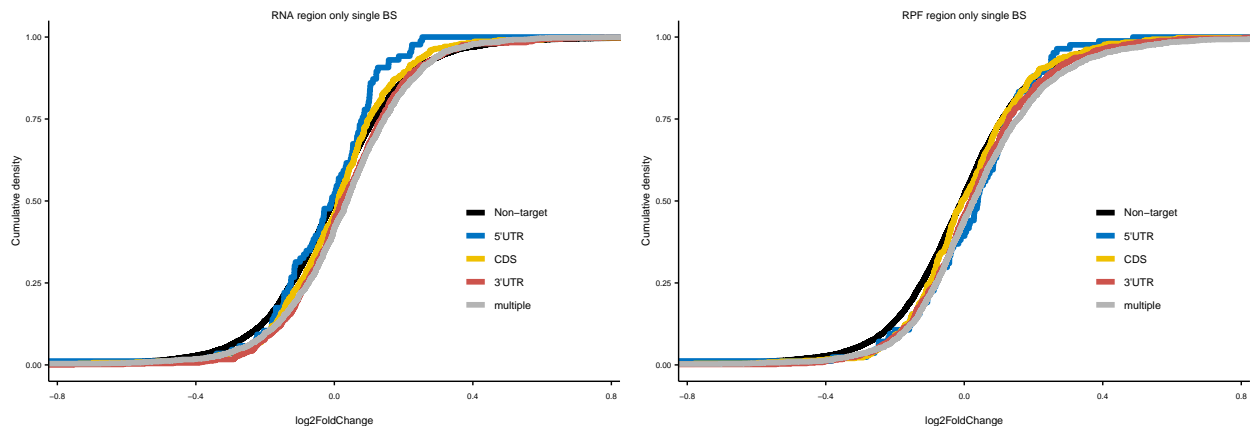 RNA region only single BS
1.00
0.75
0.50
0.25
0.00
Cumulative density
−0.8
−0.4
0.0
0.4
0.8
log2FoldChange
Non−target
5'UTR
CDS
3'UTR
multiple
RPF region only single BS
1.00
0.75
0.50
0.25
0.00
Cumulative density
−0.8
−0.4
0.0
0.4
0.8
log2FoldChange
Non−target
5'UTR
CDS
3'UTR
multiple